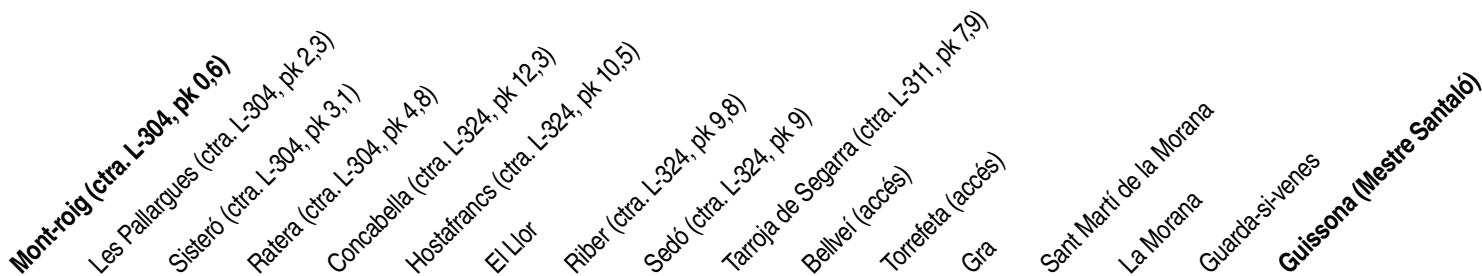 Mont-roig (ctra. L-304, pk 0,6)
Les Pallargues (ctra. L-304, pk 2,3)
Sisteró (ctra. L-304, pk 3,1)
Ratera (ctra. L-304, pk 4,8)
Concabella (ctra. L-324, pk 12,3)
Hostafrancs (ctra. L-324, pk 10,5)
El Llor
Riber (ctra. L-324, pk 9,8)
Sedó (ctra. L-324, pk 9)
Tarroja de Segarra (ctra. L-311, pk 7,9)
Bellveí (accés)
Torrefeta (accés)
Gra
Sant Martí de la Morana
La Morana
Guarda-si-venes
Guissona (Mestre Santaló)